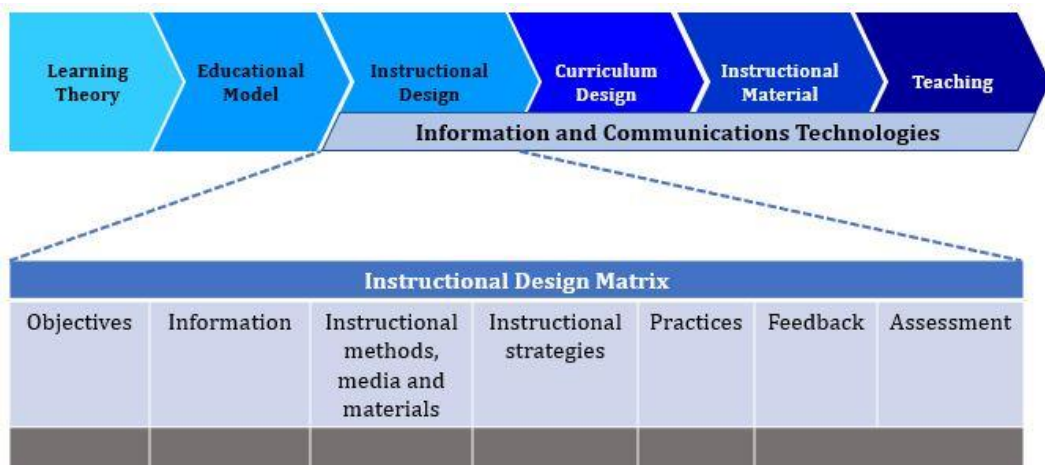 Learning
Theory
Educational
Model
Instructional
Design
Curriculum
Design
Instructional
Material
Teaching
Information and Communications Technologies
Instructional Design Matrix
Objectives
Information
Instructional
methods,
media and
materials
Instructional
strategies
Practices
Feedback
Assessment